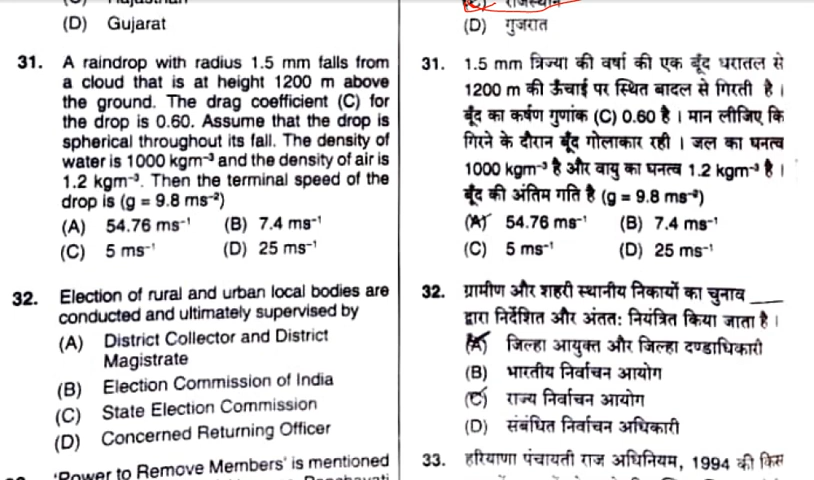 (D) Gujarat
31. A raindrop with radius 1.5 mm falls from
a cloud that is at height 1200 m above
the ground. The drag coefficient (C) for
the drop is 0.60. Assume that the drop is
spherical throughout its fall. The density of
water is 1000 kgm⁻³ and the density of air is
1.2 kgm⁻³. Then the terminal speed of the
drop is (g = 9.8 ms⁻²)
(A) 54.76 ms⁻¹ (B) 7.4 ms⁻¹
(C) 5 ms⁻¹ (D) 25 ms⁻¹
32. Election of rural and urban local bodies are
conducted and ultimately supervised by
(A) District Collector and District
Magistrate
(B) Election Commission of India
(C) State Election Commission
(D) Concerned Returning Officer
'Power to Remove Members' is mentioned
(C) राजस्थान
(D) गुजरात
31. 1.5 mm त्रिज्या की वर्षा की एक बूँद धरातल से
1200 m की ऊँचाई पर स्थित बादल से गिरती है ।
बूँद का कर्षण गुणांक (C) 0.60 है । मान लीजिए कि
गिरने के दौरान बूँद गोलाकार रही । जल का घनत्व
1000 kgm⁻³ है और वायु का घनत्व 1.2 kgm⁻³ है ।
बूँद की अंतिम गति है (g = 9.8 ms⁻²)
(A) 54.76 ms⁻¹ (B) 7.4 ms⁻¹
(C) 5 ms⁻¹ (D) 25 ms⁻¹
32. ग्रामीण और शहरी स्थानीय निकायों का चुनाव ____
द्वारा निर्देशित और अंततः नियंत्रित किया जाता है ।
(A) जिल्हा आयुक्त और जिल्हा दण्डाधिकारी
(B) भारतीय निर्वाचन आयोग
(C) राज्य निर्वाचन आयोग
(D) संबंधित निर्वाचन अधिकारी
33. हरियाणा पंचायती राज अधिनियम, 1994 की किस